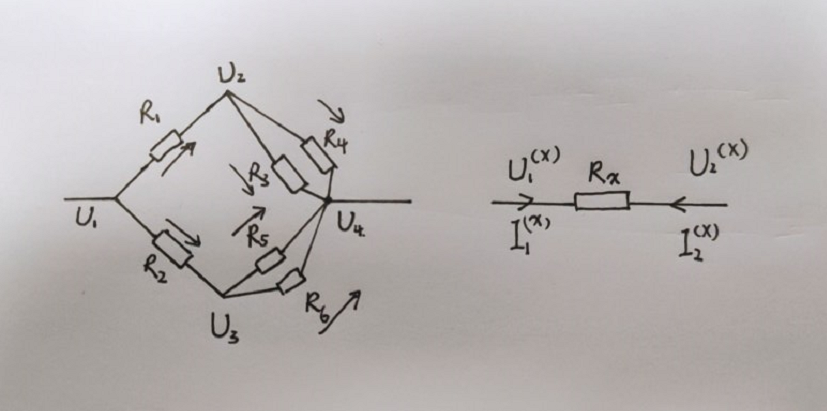 U₂
R₁
R₄
R₃
U₁
U₄
R₅
R₂
R₆
U₃
U₁⁽ˣ⁾
Rₓ
U₂⁽ˣ⁾
I₁⁽ˣ⁾
I₂⁽ˣ⁾